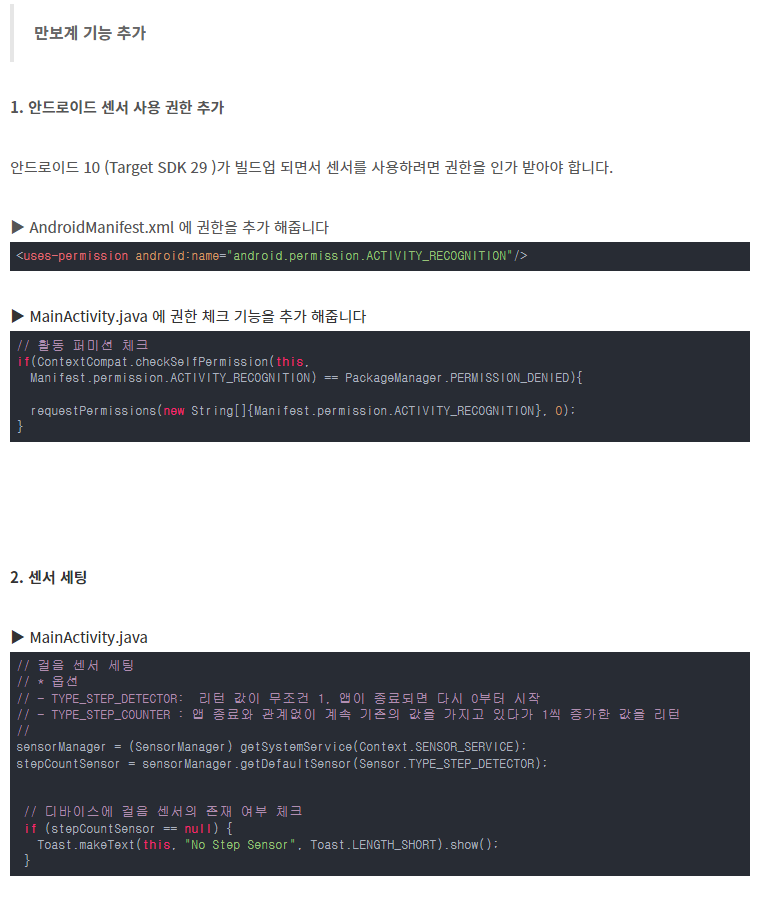 만보계 기능 추가
1. 안드로이드 센서 사용 권한 추가
안드로이드 10 (Target SDK 29 )가 빌드업 되면서 센서를 사용하려면 권한을 인가 받아야 합니다.
▶ AndroidManifest.xml 에 권한을 추가 해줍니다
<uses-permission android:name="android.permission.ACTIVITY_RECOGNITION"/>
▶ MainActivity.java 에 권한 체크 기능을 추가 해줍니다
// 활동 퍼미션 체크
if(ContextCompat.checkSelfPermission(this,
Manifest.permission.ACTIVITY_RECOGNITION) == PackageManager.PERMISSION_DENIED){
requestPermissions(new String[]{Manifest.permission.ACTIVITY_RECOGNITION}, 0);
}
2. 센서 세팅
▶ MainActivity.java
// 걸음 센서 세팅
// * 옵션
// - TYPE_STEP_DETECTOR:  리턴 값이 무조건 1, 앱이 종료되면 다시 0부터 시작
// - TYPE_STEP_COUNTER : 앱 종료와 관계없이 계속 기존의 값을 가지고 있다가 1씩 증가한 값을 리턴
//
sensorManager = (SensorManager) getSystemService(Context.SENSOR_SERVICE);
stepCountSensor = sensorManager.getDefaultSensor(Sensor.TYPE_STEP_DETECTOR);
// 디바이스에 걸음 센서의 존재 여부 체크
if (stepCountSensor == null) {
Toast.makeText(this, "No Step Sensor", Toast.LENGTH_SHORT).show();
}